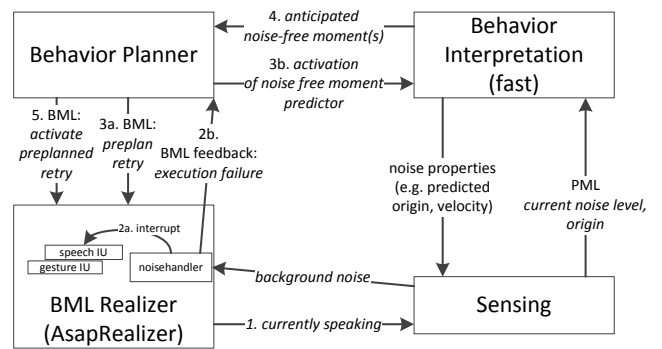 Behavior Planner
4. anticipated
noise-free moment(s)
3b. activation
of noise free moment
predictor
Behavior
Interpretation
(fast)
5. BML:
activate
preplanned
retry
3a. BML:
preplan
retry
2b.
BML feedback:
execution failure
noise properties
(e.g. predicted
origin, velocity)
PML
current noise level,
origin
2a. interrupt
speech IU
gesture IU
noisehandler
BML Realizer
(AsapRealizer)
background noise
1. currently speaking
Sensing